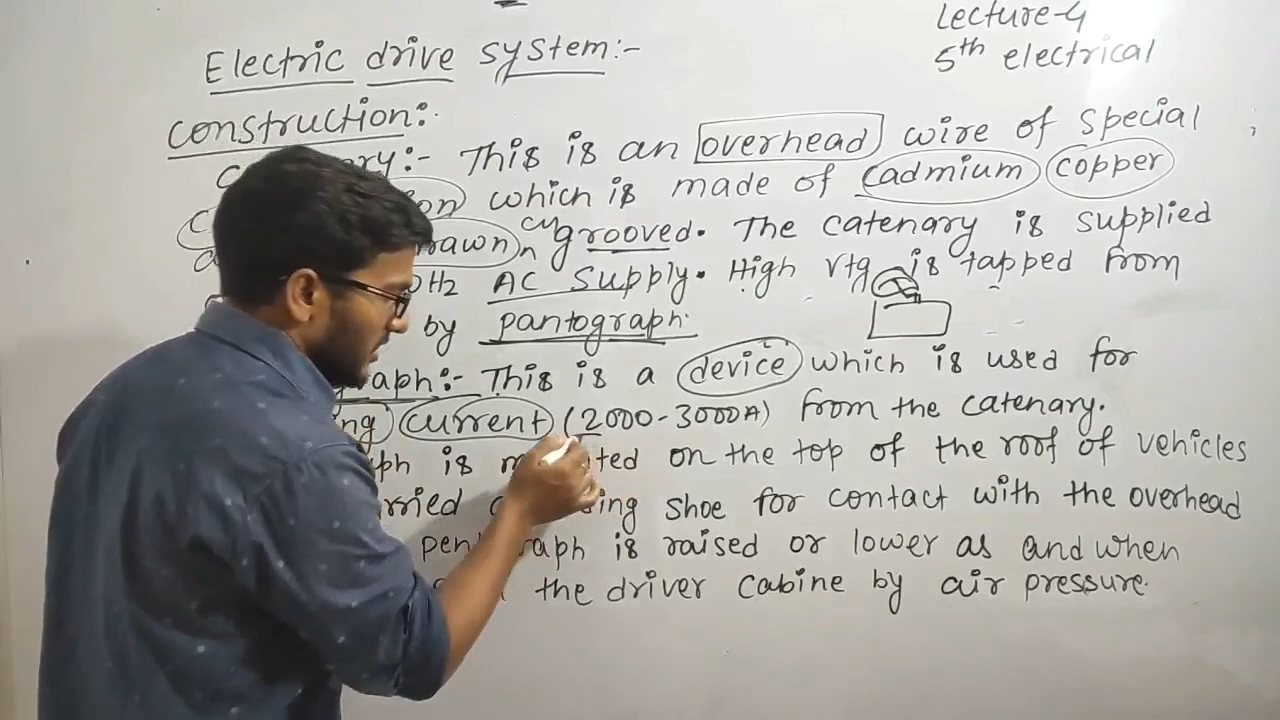 Lecture-4
5th electrical
Electric drive system:-
construction:-
This is an overhead wire of special
which is made of cadmium copper
grooved. The catenary is supplied
AC supply. High vtg is tapped from
by pantograph.
This is a device which is used for
current (2000-3000A) from the catenary.
is on the top of the roof of vehicles
shoe for contact with the overhead
is raised or lower as and when
the driver cabine by air pressure.